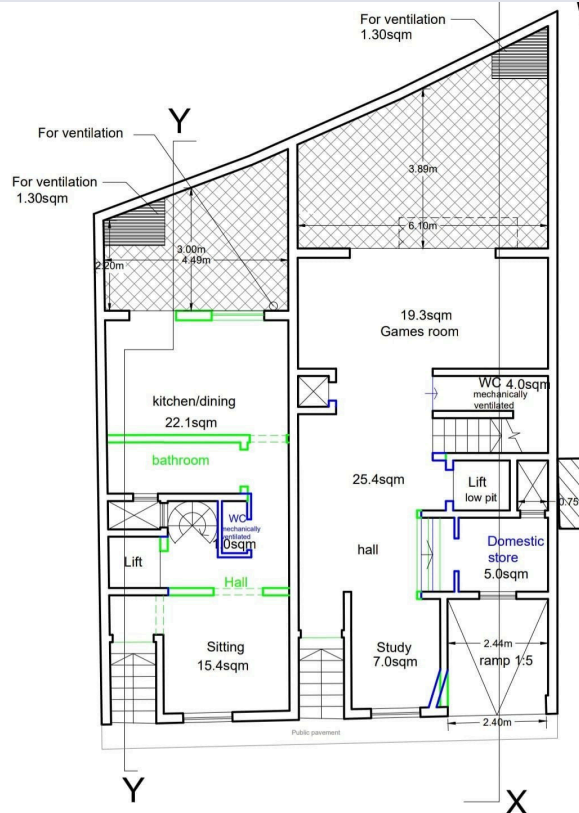 For ventilation
1.30sqm
For ventilation
Y
For ventilation
1.30sqm
3.89m
3.00m
4.49m
2.20m
6.10m
19.3sqm
Games room
WC
4.0sqm
mechanically
ventilated
kitchen/dining
22.1sqm
bathroom
25.4sqm
Lift
low pit
0.75
WC
mechanically
ventilated
.0sqm
hall
Domestic
store
5.0sqm
Lift
Hall
Sitting
15.4sqm
Study
7.0sqm
2.44m
ramp 1:5
2.40m
Public pavement
Y
X